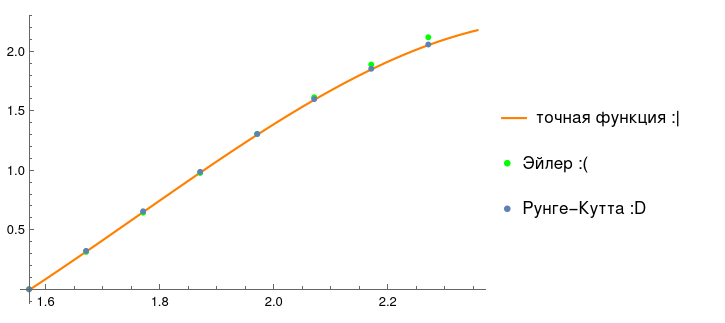 2.0
1.5
1.0
0.5
1.6 1.8 2.0 2.2
точная функция :|
Эйлер :(
Рунге–Кутта :D